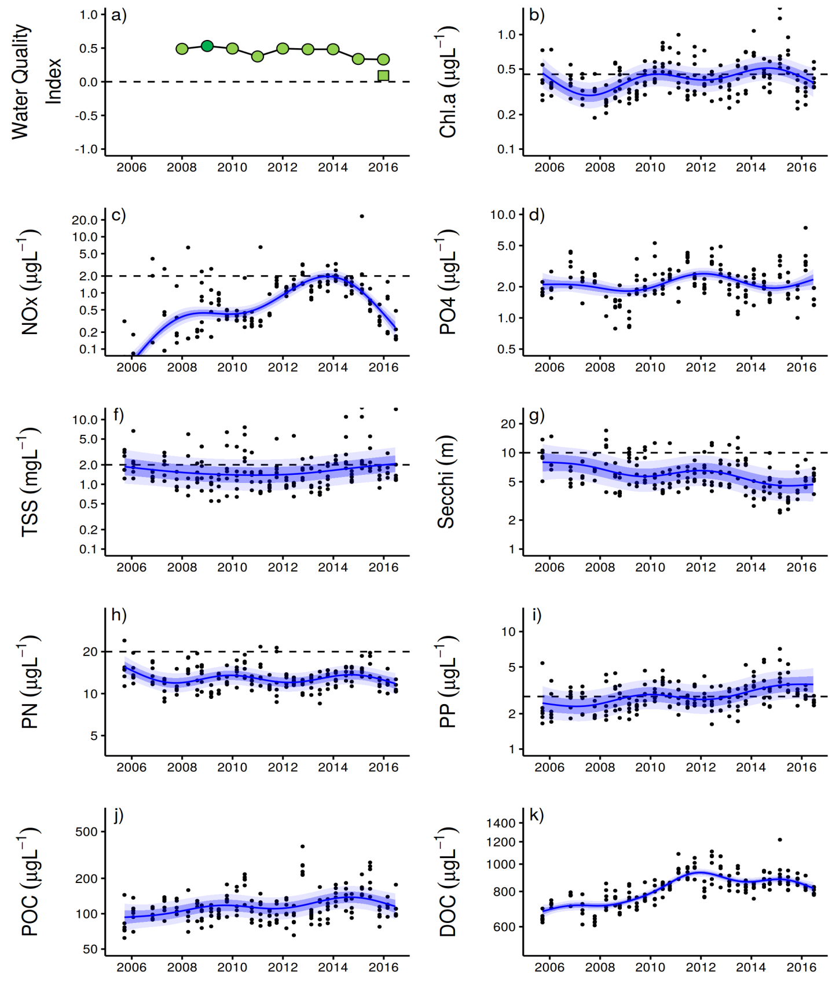 a)
Water Quality
Index
1.0
0.5
0.0
-0.5
-1.0
2006 2008 2010 2012 2014 2016
b)
Chl.a (µgL⁻¹)
1.0
0.5
0.2
0.1
2006 2008 2010 2012 2014 2016
c)
NOx (µgL⁻¹)
20.0
10.0
5.0
2.0
1.0
0.5
0.2
0.1
2006 2008 2010 2012 2014 2016
d)
PO4 (µgL⁻¹)
10.0
5.0
2.0
1.0
0.5
2006 2008 2010 2012 2014 2016
f)
TSS (mgL⁻¹)
10.0
5.0
2.0
1.0
0.5
0.2
0.1
2006 2008 2010 2012 2014 2016
g)
Secchi (m)
20
10
5
2
1
2006 2008 2010 2012 2014 2016
h)
PN (µgL⁻¹)
20
10
5
2006 2008 2010 2012 2014 2016
i)
PP (µgL⁻¹)
10
5
2
1
2006 2008 2010 2012 2014 2016
j)
POC (µgL⁻¹)
500
200
100
50
2006 2008 2010 2012 2014 2016
k)
DOC (µgL⁻¹)
1400
1200
1000
800
600
2006 2008 2010 2012 2014 2016